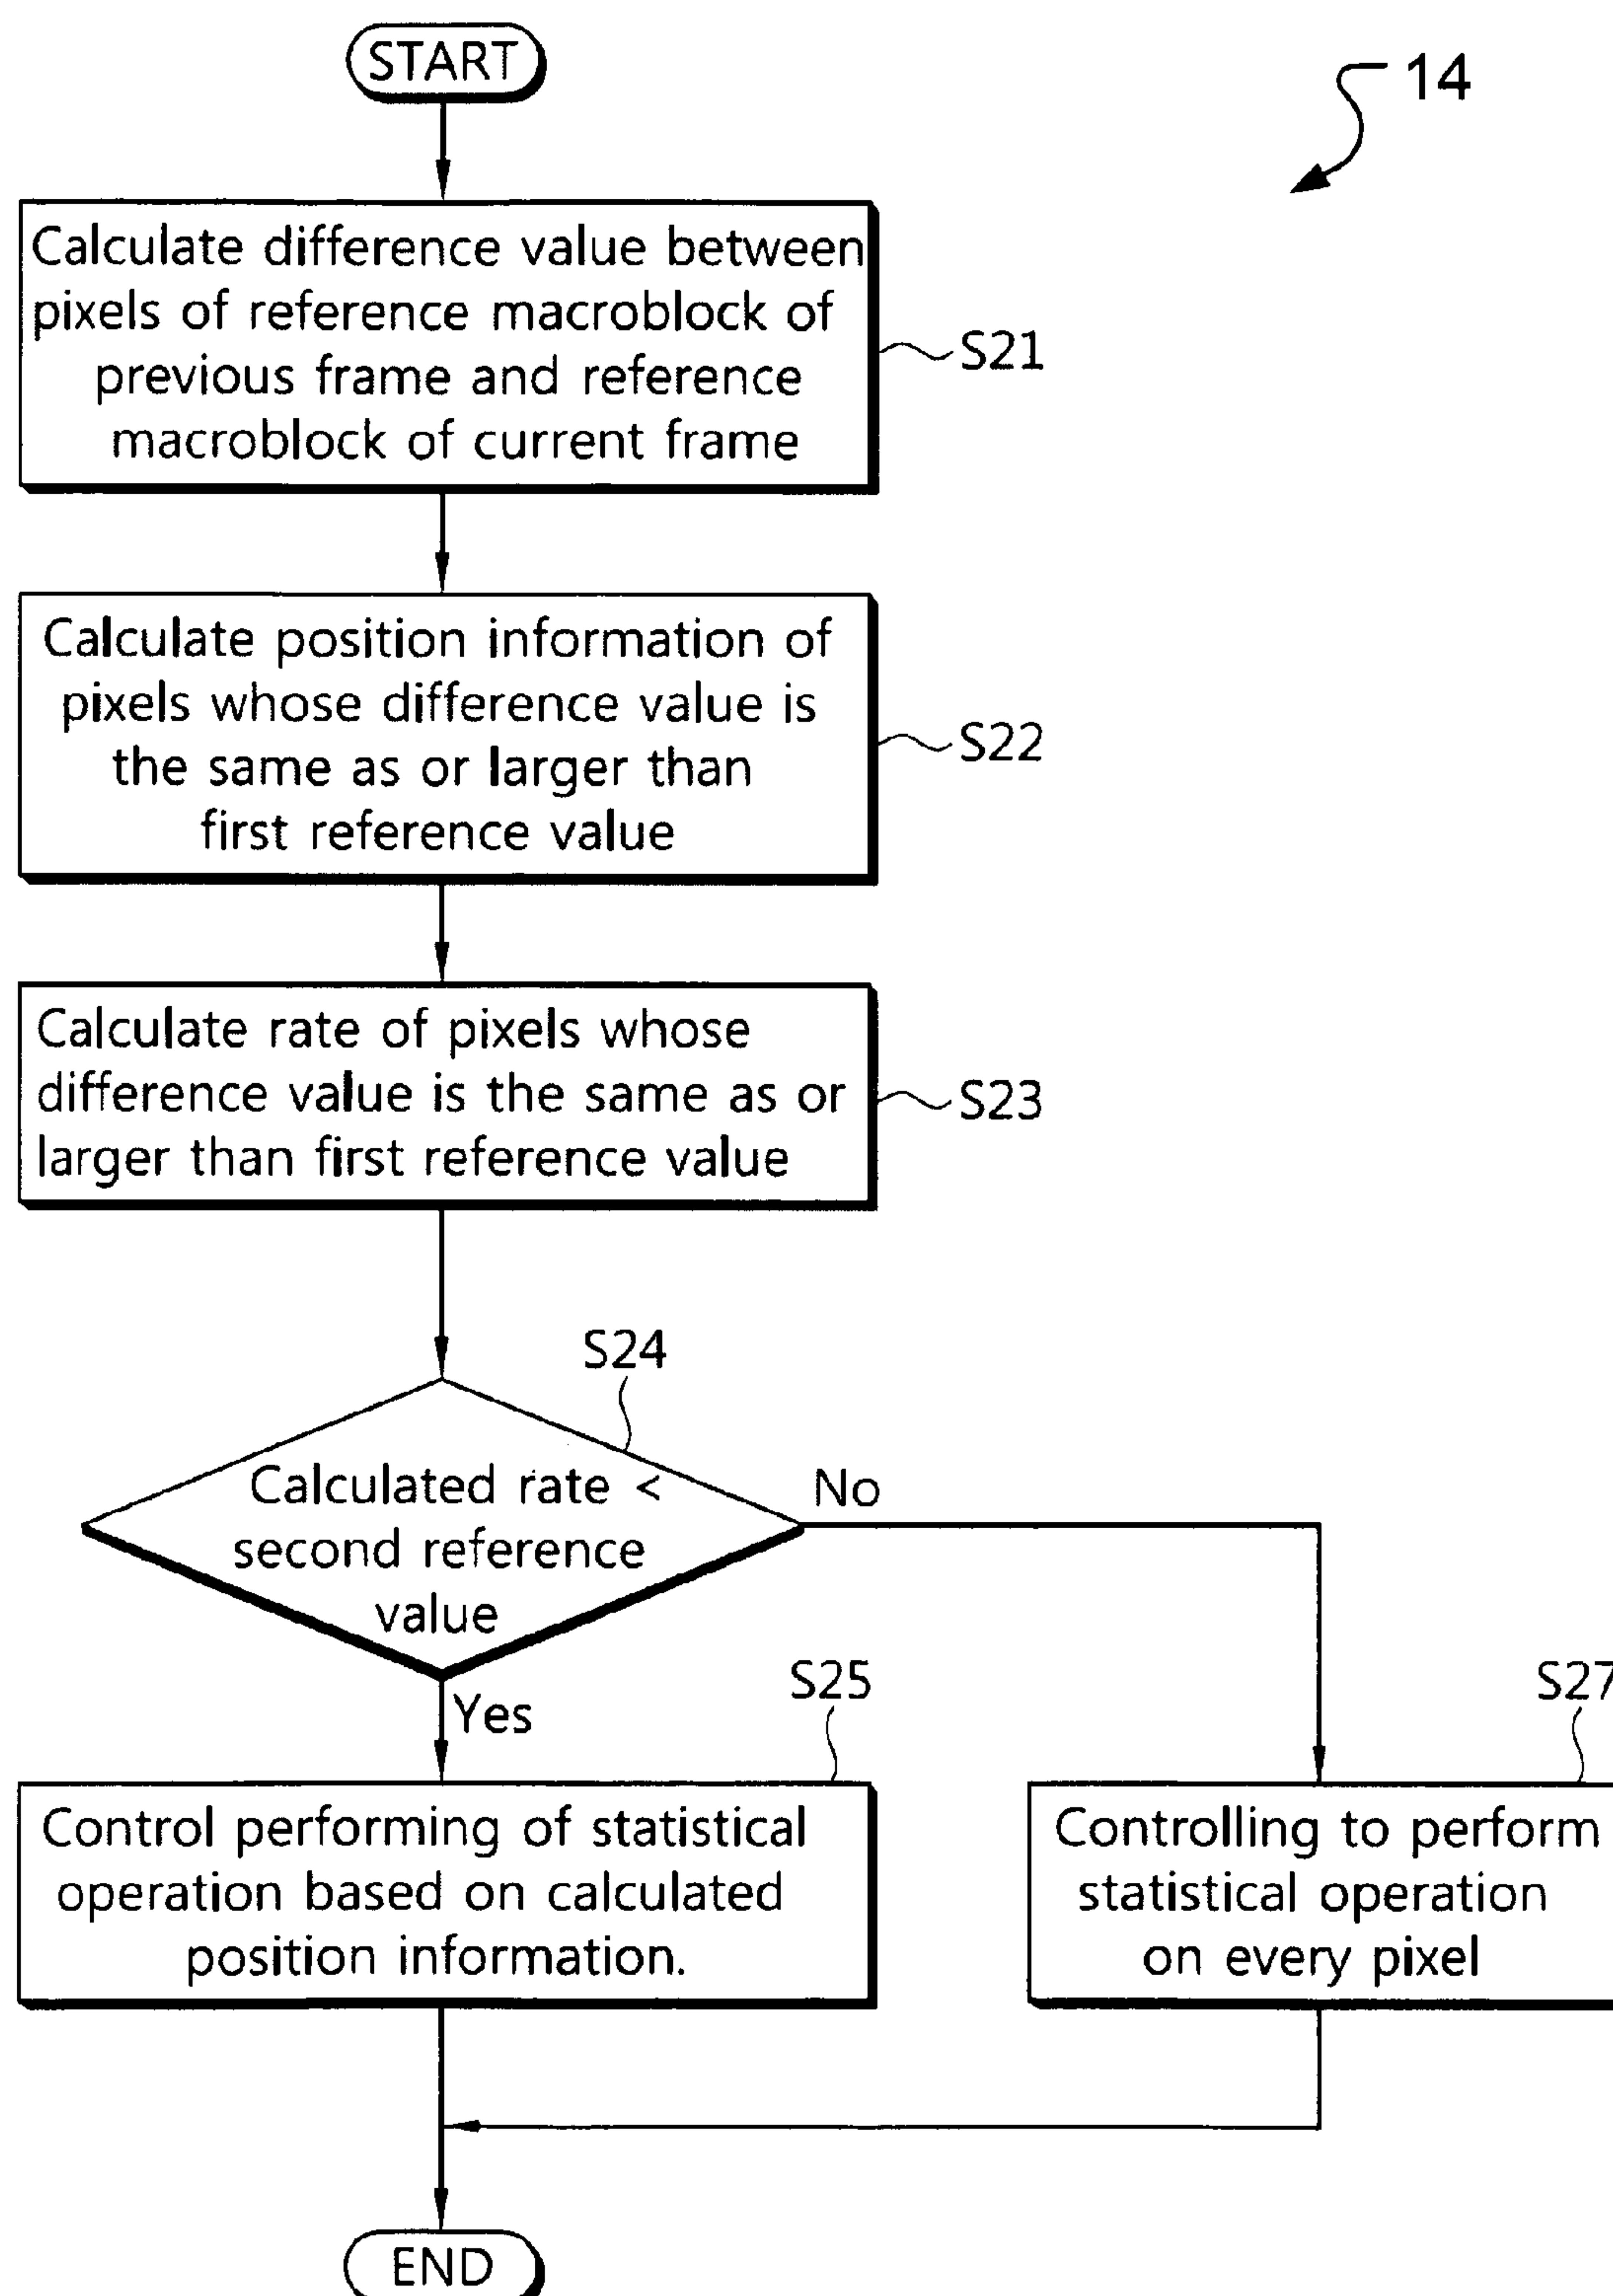 START
14
Calculate difference value between
pixels of reference macroblock of
previous frame and reference
macroblock of current frame
S21
Calculate position information of
pixels whose difference value is
the same as or larger than
first reference value
S22
Calculate rate of pixels whose
difference value is the same as or
larger than first reference value
S23
S24
Calculated rate <
second reference
value
No
Yes
S25
Control performing of statistical
operation based on calculated
position information.
S27
Controlling to perform
statistical operation
on every pixel
END